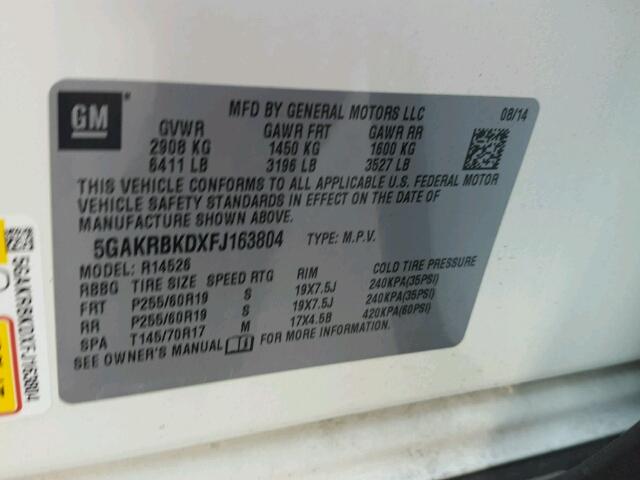 GM
MFD BY GENERAL MOTORS LLC 08/14
GVWR GAWR FRT GAWR RR
2908 KG 1450 KG 1600 KG
6411 LB 3196 LB 3527 LB
THIS VEHICLE CONFORMS TO ALL APPLICABLE U.S. FEDERAL MOTOR
VEHICLE SAFETY STANDARDS IN EFFECT ON THE DATE OF
MANUFACTURE SHOWN ABOVE.
5GAKRBKDXFJ163804 TYPE: M.P.V.
MODEL: R14526
RBBG TIRE SIZE SPEED RTG RIM COLD TIRE PRESSURE
FRT P255/60R19 S 19X7.5J 240KPA(35PSI)
RR P255/60R19 S 19X7.5J 240KPA(35PSI)
SPA T145/70R17 M 17X4.5B 420KPA(60PSI)
SEE OWNER'S MANUAL FOR MORE INFORMATION.
5GAKRBKDXFJ163804